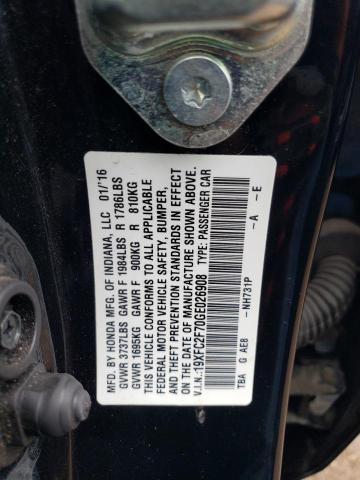 MFD. BY HONDA MFG. OF INDIANA, LLC 01/'16
GVWR 3737LBS GAWR F 1984LBS R 1786LBS
GVWR 1695KG GAWR F 900KG R 810KG
THIS VEHICLE CONFORMS TO ALL APPLICABLE
FEDERAL MOTOR VEHICLE SAFETY, BUMPER,
AND THEFT PREVENTION STANDARDS IN EFFECT
ON THE DATE OF MANUFACTURE SHOWN ABOVE.
V.I.N.:19XFC2F70GE026908 TYPE: PASSENGER CAR
-NH731P -A -E
TBA G AE8